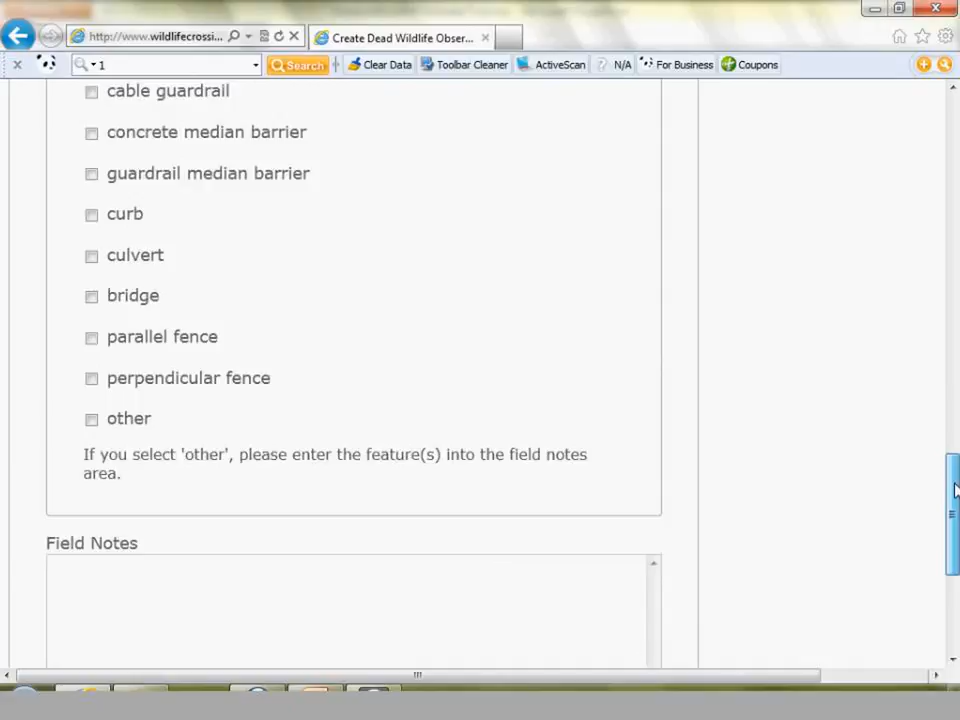 http://www.wildlifecrossi...
Create Dead Wildlife Obser...
1
Search
Clear Data
Toolbar Cleaner
ActiveScan
N/A
For Business
Coupons
cable guardrail
concrete median barrier
guardrail median barrier
curb
culvert
bridge
parallel fence
perpendicular fence
other
If you select 'other', please enter the feature(s) into the field notes
area.
Field Notes